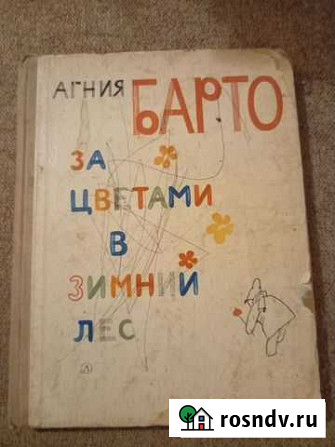 АГНИЯ БАРТО
ЗА
ЦВЕТАМИ
В
ЗИМНИЙ
ЛЕС
rosndv.ru